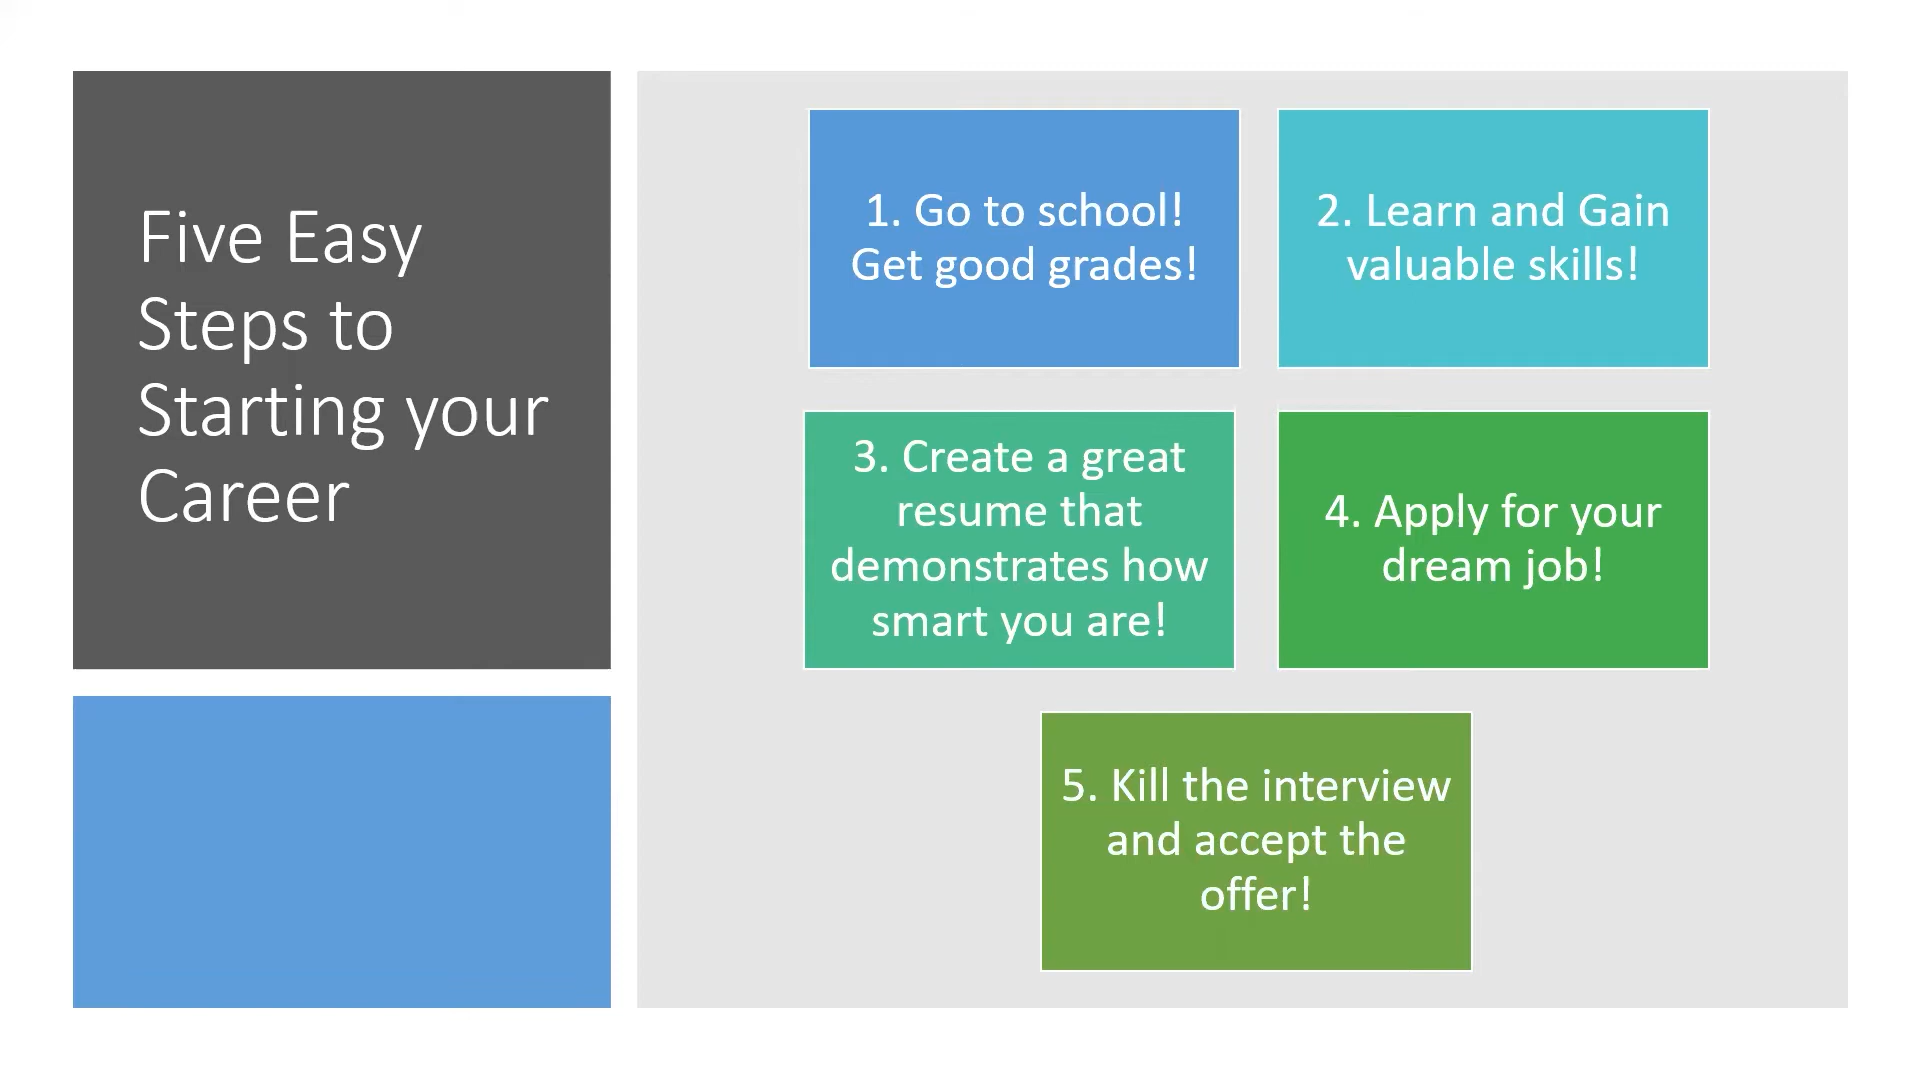 Five Easy
Steps to
Starting your
Career
1. Go to school!
Get good grades!
2. Learn and Gain
valuable skills!
3. Create a great
resume that
demonstrates how
smart you are!
4. Apply for your
dream job!
5. Kill the interview
and accept the
offer!